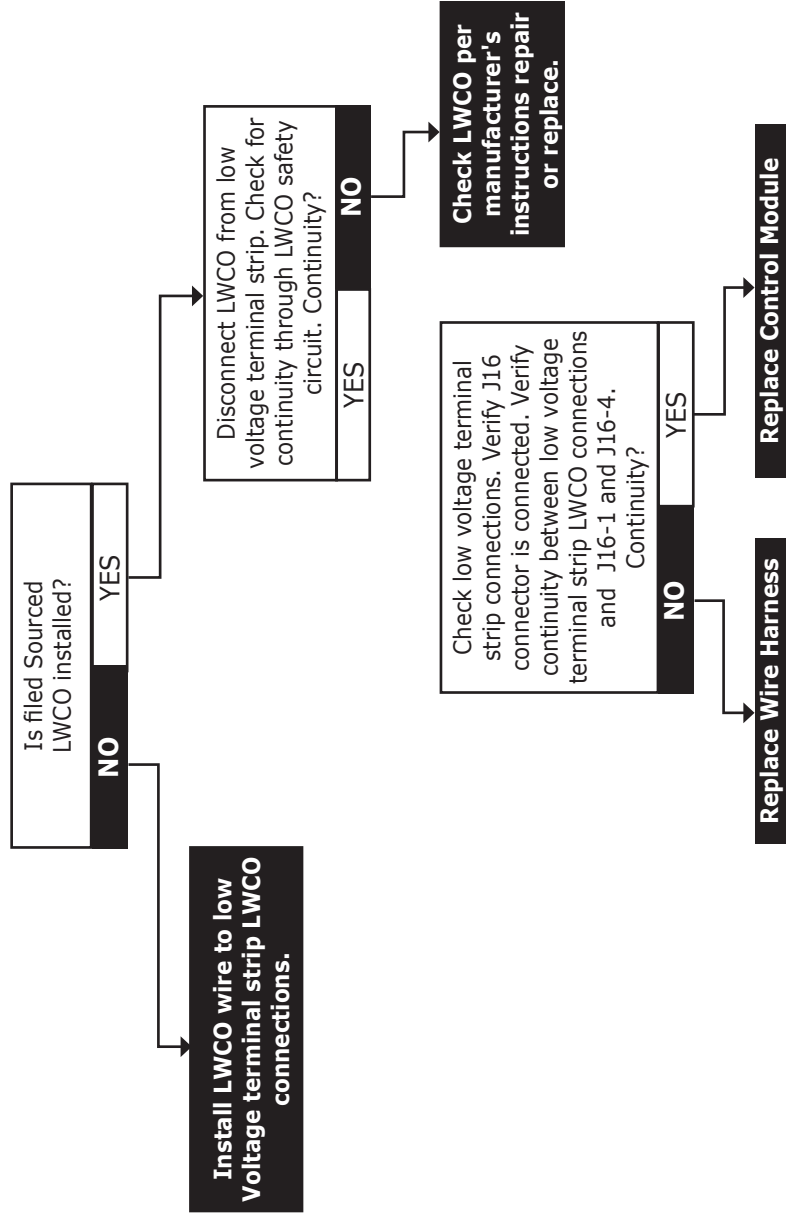 Is filed Sourced
LWCO installed?
NO
YES
Install LWCO wire to low
Voltage terminal strip LWCO
connections.
Disconnect LWCO from low
voltage terminal strip. Check for
continuity through LWCO safety
circuit. Continuity?
YES
NO
Check LWCO per
manufacturer's
instructions repair
or replace.
Check low voltage terminal
strip connections. Verify J16
connector is connected. Verify
continuity between low voltage
terminal strip LWCO connections
and J16-1 and J16-4.
Continuity?
NO
YES
Replace Wire Harness
Replace Control Module